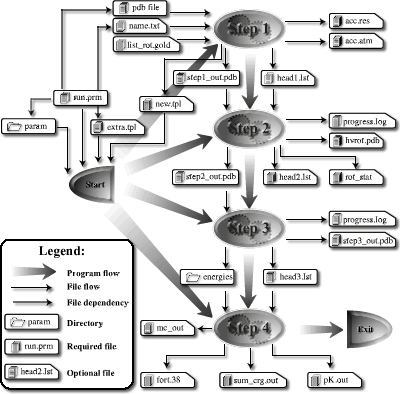 pdb file
name.txt
list_rot.gold
Step 1
acc.res
acc.atm
step1_out.pdb
head1.lst
run.prm
new.tpl
param
extra.tpl
Step 2
progress.log
hvrot.pdb
Start
step2_out.pdb
head2.lst
rot_stat
Step 3
progress.log
step3_out.pdb
energies
head3.lst
mc_out
Step 4
Exit
fort.38
sum_crg.out
pK.out
Legend:
Program flow
File flow
File dependency
param
Directory
run.prm
Required file
head2.lst
Optional file